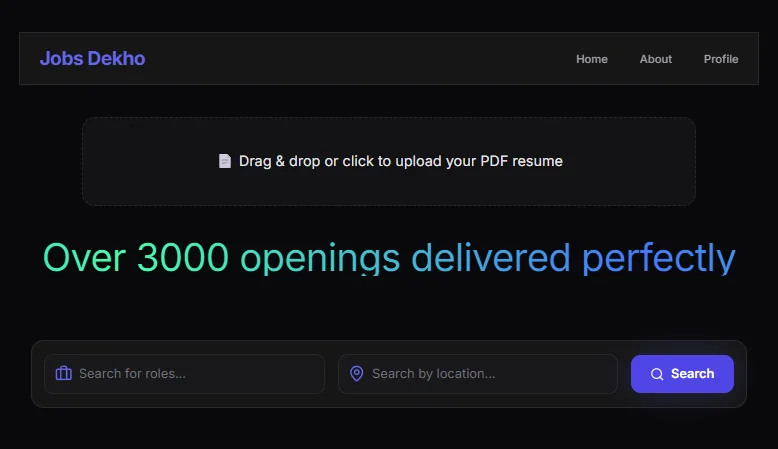 Jobs Dekho
Home About Profile
Drag & drop or click to upload your PDF resume
Over 3000 openings delivered perfectly
Search for roles...
Search by location...
Search